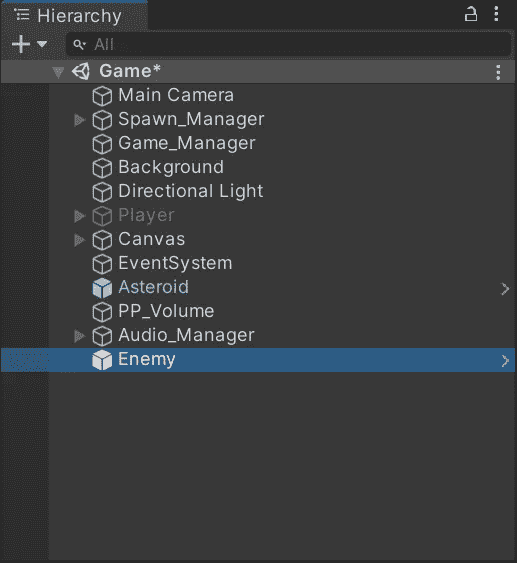 Hierarchy
All
Game*
Main Camera
Spawn_Manager
Game_Manager
Background
Directional Light
Player
Canvas
EventSystem
Asteroid
PP_Volume
Audio_Manager
Enemy